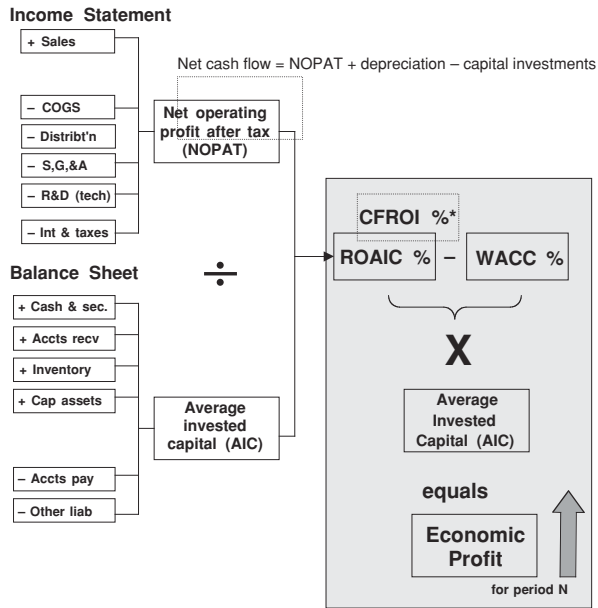 Income Statement
+ Sales
Net cash flow = NOPAT + depreciation – capital investments
– COGS
– Distribt'n
– S,G,&A
– R&D (tech)
– Int & taxes
Net operating
profit after tax
(NOPAT)
Balance Sheet
÷
+ Cash & sec.
+ Accts recv
+ Inventory
+ Cap assets
– Accts pay
– Other liab
Average
invested
capital (AIC)
CFROI %*
ROAIC % – WACC %
X
Average
Invested
Capital (AIC)
equals
Economic
Profit
for period N